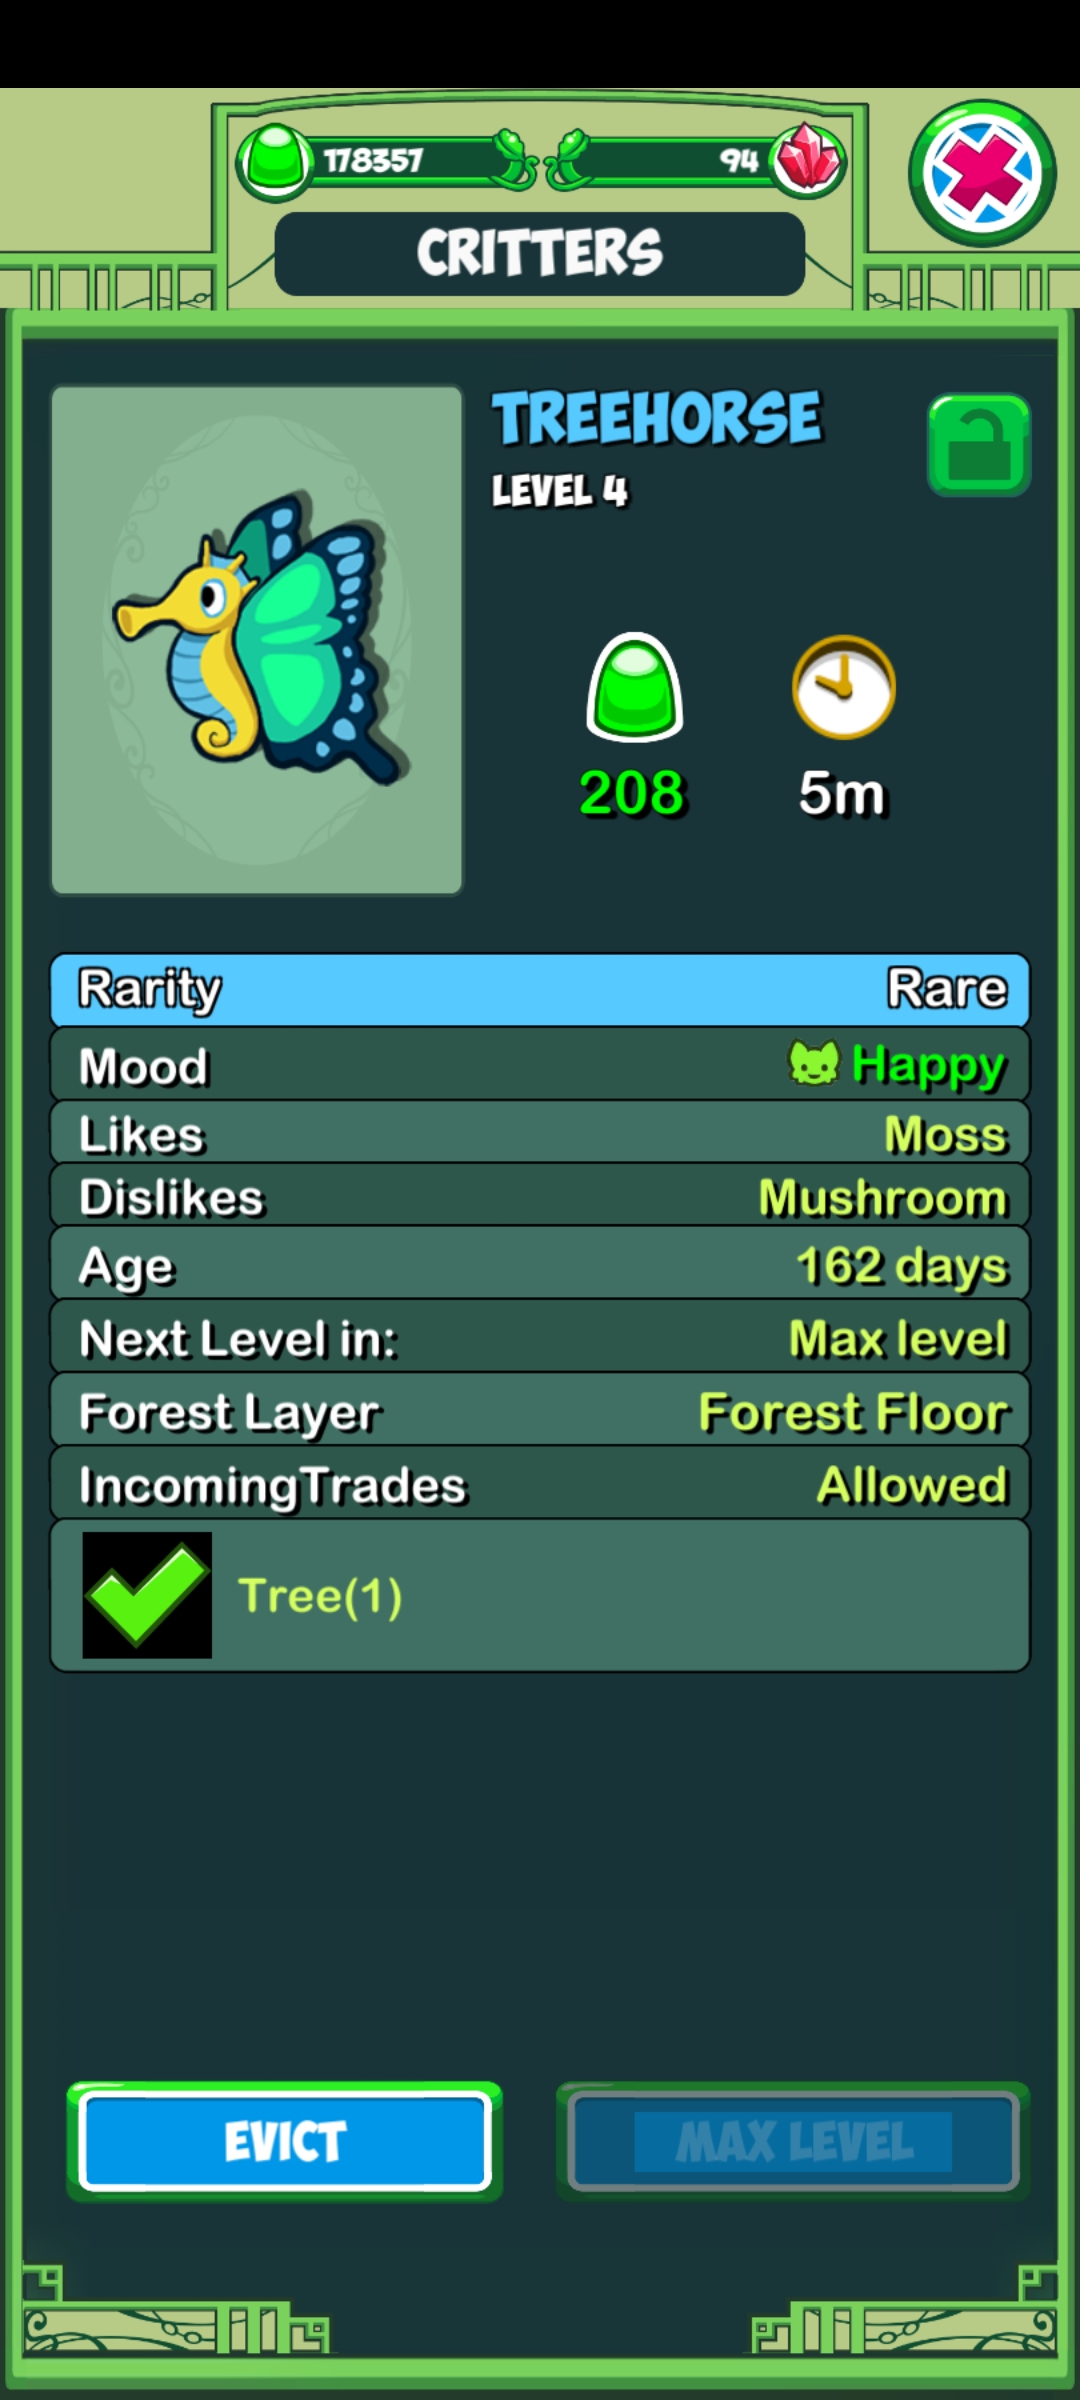 178357
94
CRITTERS
TREEHORSE
LEVEL 4
208
5m
Rarity Rare
Mood Happy
Likes Moss
Dislikes Mushroom
Age 162 days
Next Level in: Max level
Forest Layer Forest Floor
IncomingTrades Allowed
Tree(1)
EVICT
MAX LEVEL